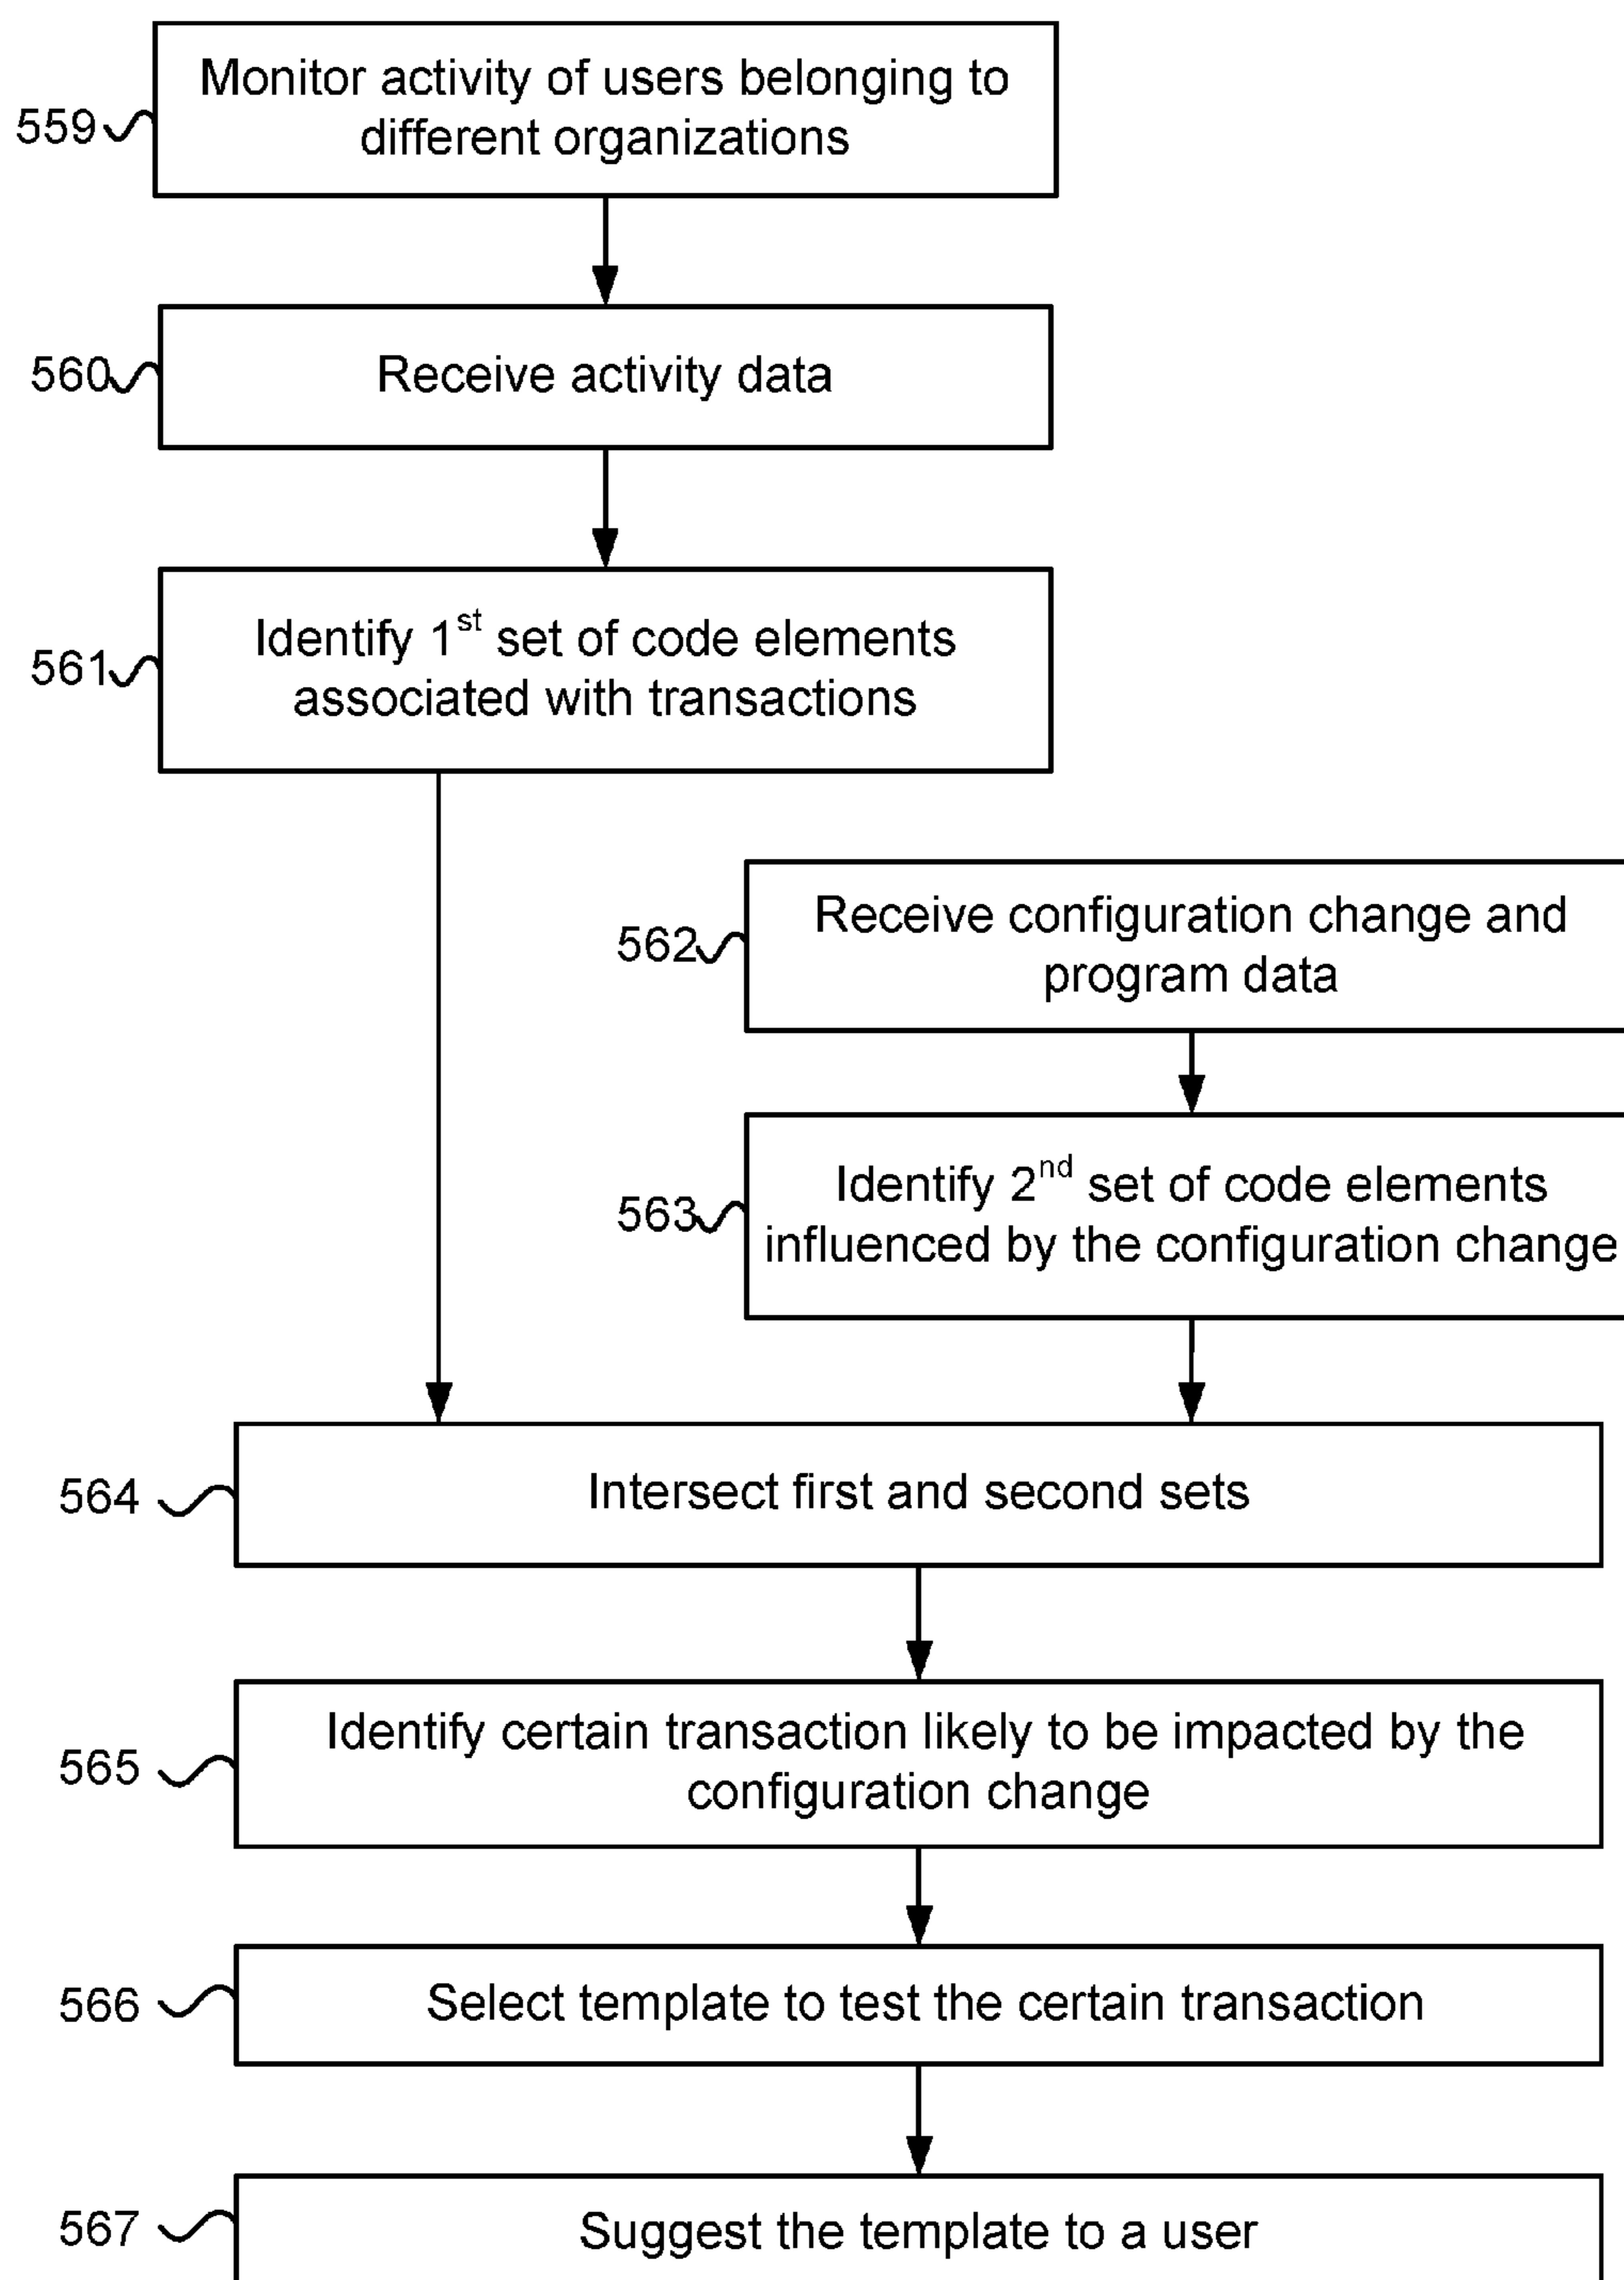 Monitor activity of users belonging to
different organizations
559
Receive activity data
560
Identify 1st set of code elements
associated with transactions
561
Receive configuration change and
program data
562
Identify 2nd set of code elements
influenced by the configuration change
563
Intersect first and second sets
564
Identify certain transaction likely to be impacted by the
configuration change
565
Select template to test the certain transaction
566
Suggest the template to a user
567